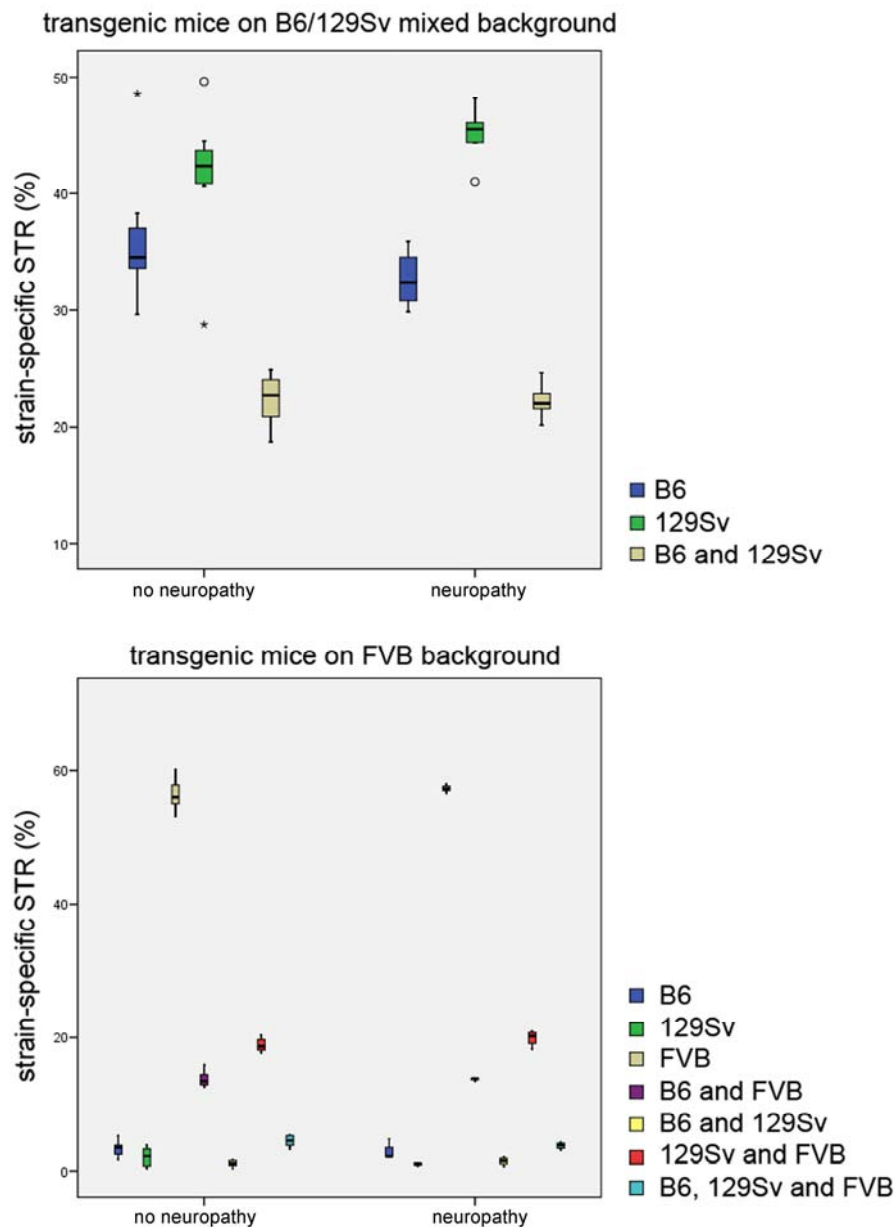 transgenic mice on B6/129Sv mixed background
strain-specific STR (%)
50
40
30
20
10
no neuropathy
neuropathy
B6
129Sv
B6 and 129Sv
transgenic mice on FVB background
strain-specific STR (%)
60
40
20
0
no neuropathy
neuropathy
B6
129Sv
FVB
B6 and FVB
B6 and 129Sv
129Sv and FVB
B6, 129Sv and FVB